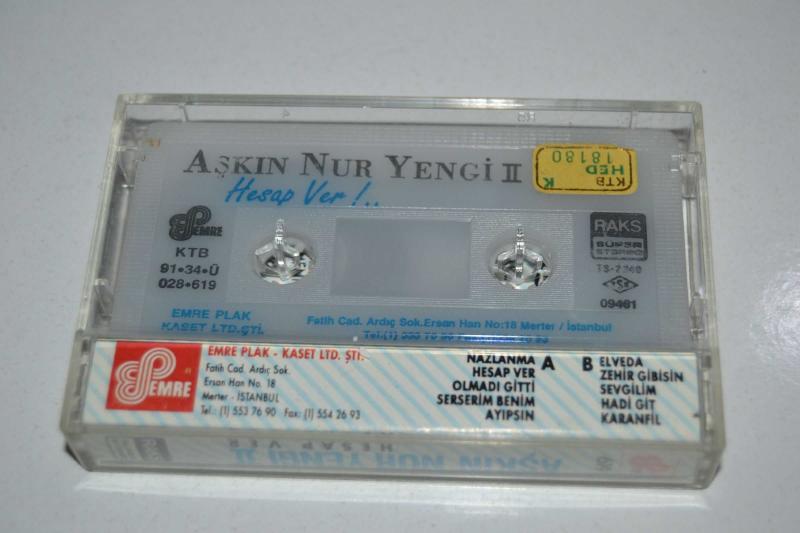 AŞKIN NUR YENGİ II
Hesap Ver!..
KTB
HED
18180
K
EMRE
KTB
91•34•Ü
028•619
RAKS
SÜPER
STEREO
TSE
09461
EMRE PLAK
KASET LTD.ŞTİ.
Fatih Cad. Ardıç Sok.Ersan Han No:18 Merter / İstanbul
EMRE
EMRE PLAK - KASET LTD. ŞTİ.
Fatih Cad. Ardıç Sok.
Ersan Han No. 18
Merter - İSTANBUL
Tel.: (1) 553 76 90 Fax: (1) 554 26 93
A
NAZLANMA
HESAP VER
OLMADI GİTTİ
SERSERİM BENİM
AYIPSIN
B
ELVEDA
ZEHİR GİBİSİN
SEVGİLİM
HADİ GİT
KARANFİL
AŞKIN NUR YENGİ II
HESAP VER